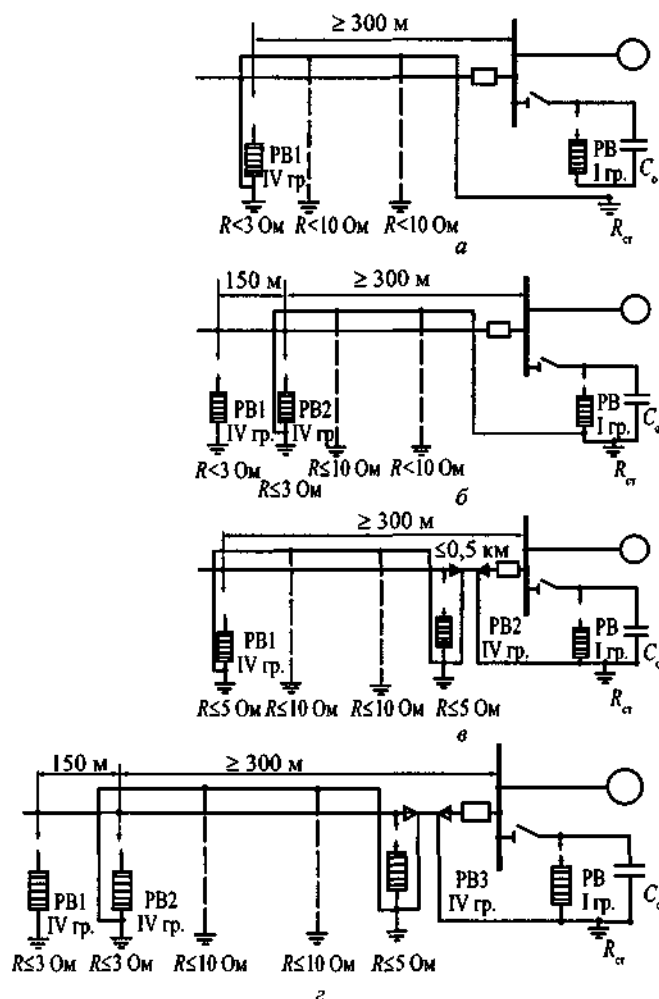 ≥ 300 м
РВ1
IV гр.
РВ
I гр.
C₀
R<3 Ом R<10 Ом R<10 Ом
Rст
а
150 м ≥ 300 м
РВ1
IV гр.
РВ2
IV гр
РВ
I гр.
C₀
R<3 Ом R≤10 Ом R<10 Ом
R≤3 Ом
Rст
б
≥ 300 м
≤0,5 км
РВ1
IV гр.
РВ2
IV гр.
РВ
I гр.
C₀
R≤5 Ом R≤10 Ом R≤10 Ом R≤5 Ом
Rст
в
150 м ≥ 300 м
РВ1
IV гр.
РВ2
IV гр.
РВ3
IV гр.
РВ
I гр.
C₀
R≤3 Ом R≤3 Ом R≤10 Ом R≤10 Ом R≤5 Ом
Rст
г